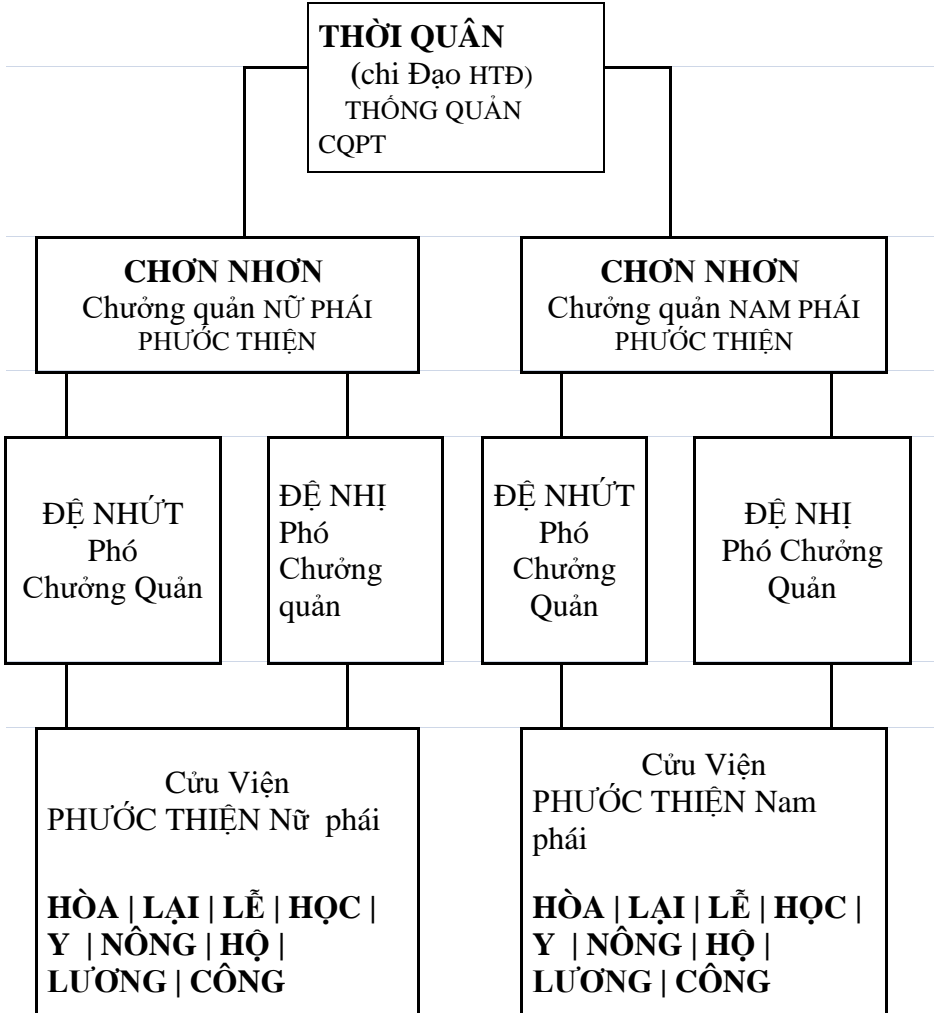 THỜI QUÂN
(chi Đạo HTĐ)
THỐNG QUẢN
CQPT
CHƠN NHƠN
Chưởng quản NỮ PHÁI
PHƯỚC THIỆN
CHƠN NHƠN
Chưởng quản NAM PHÁI
PHƯỚC THIỆN
ĐỆ NHỨT
Phó
Chưởng Quản
ĐỆ NHỊ
Phó
Chưởng
quản
ĐỆ NHỨT
Phó
Chưởng
Quản
ĐỆ NHỊ
Phó Chưởng
Quản
Cửu Viện
PHƯỚC THIỆN Nữ phái
HÒA | LẠI | LỄ | HỌC |
Y | NÔNG | HỘ |
LƯƠNG | CÔNG
Cửu Viện
PHƯỚC THIỆN Nam
phái
HÒA | LẠI | LỄ | HỌC |
Y | NÔNG | HỘ |
LƯƠNG | CÔNG